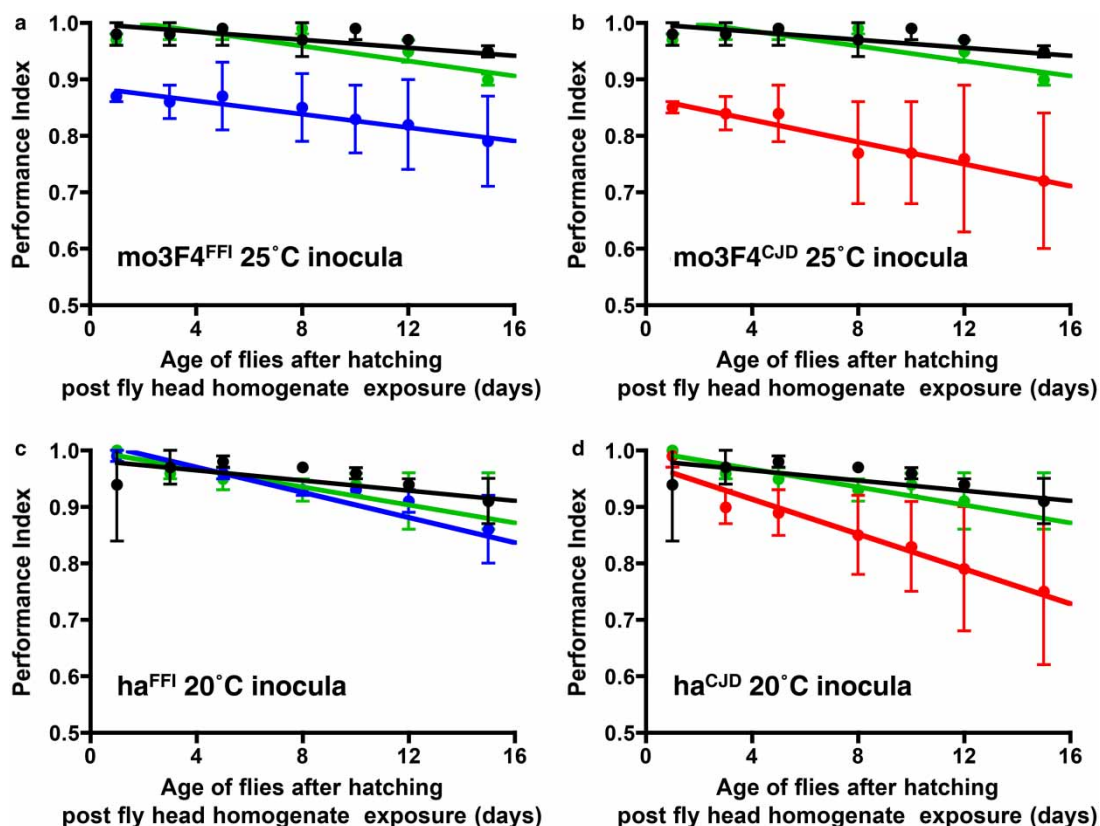 a
1.0
0.9
0.8
0.7
0.6
0.5
Performance Index
mo3F4FFI 25˚C inocula
0 4 8 12 16
Age of flies after hatching
post fly head homogenate exposure (days)
b
1.0
0.9
0.8
0.7
0.6
0.5
Performance Index
mo3F4CJD 25˚C inocula
0 4 8 12 16
Age of flies after hatching
post fly head homogenate exposure (days)
c
1.0
0.9
0.8
0.7
0.6
0.5
Performance Index
haFFI 20˚C inocula
0 4 8 12 16
Age of flies after hatching
post fly head homogenate exposure (days)
d
1.0
0.9
0.8
0.7
0.6
0.5
Performance Index
haCJD 20˚C inocula
0 4 8 12 16
Age of flies after hatching
post fly head homogenate exposure (days)